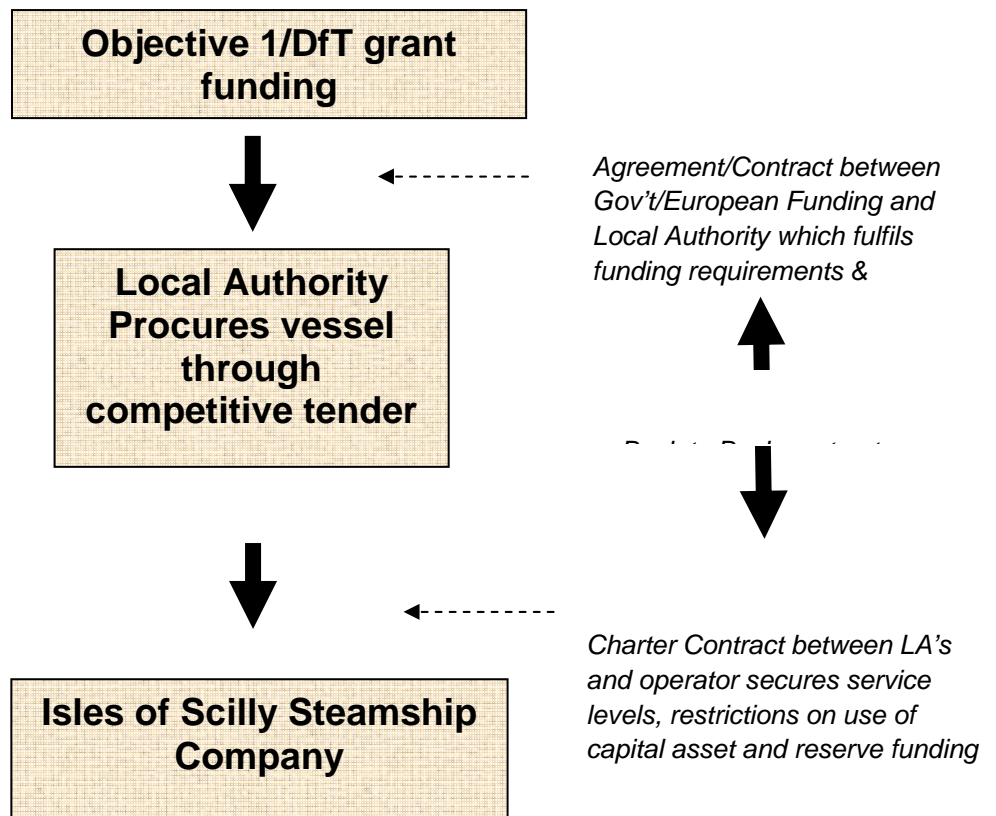 Objective 1/DfT grant
funding
Agreement/Contract between
Gov't/European Funding and
Local Authority which fulfils
funding requirements &
Local Authority
Procures vessel
through
competitive tender
Charter Contract between LA's
and operator secures service
levels, restrictions on use of
capital asset and reserve funding
Isles of Scilly Steamship
Company